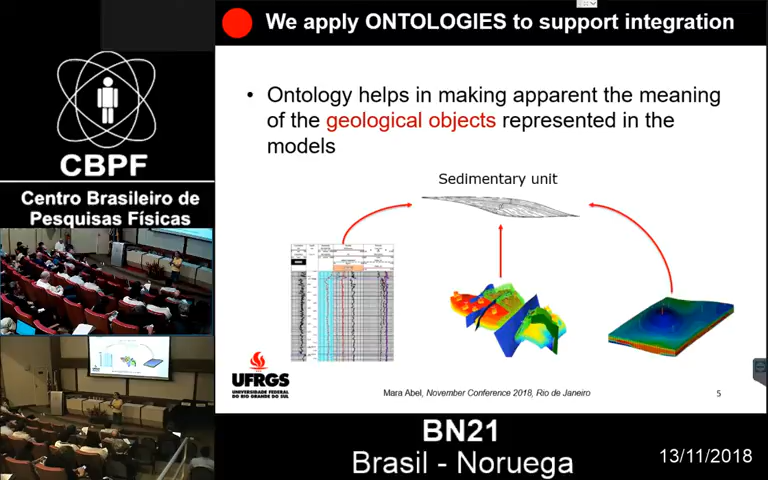 We apply ONTOLOGIES to support integration
• Ontology helps in making apparent the meaning
of the geological objects represented in the
models
Sedimentary unit
CBPF
Centro Brasileiro de
Pesquisas Físicas
UFRGS
UNIVERSIDADE FEDERAL
DO RIO GRANDE DO SUL
Mara Abel, November Conference 2018, Rio de Janeiro
5
BN21
Brasil - Noruega
13/11/2018